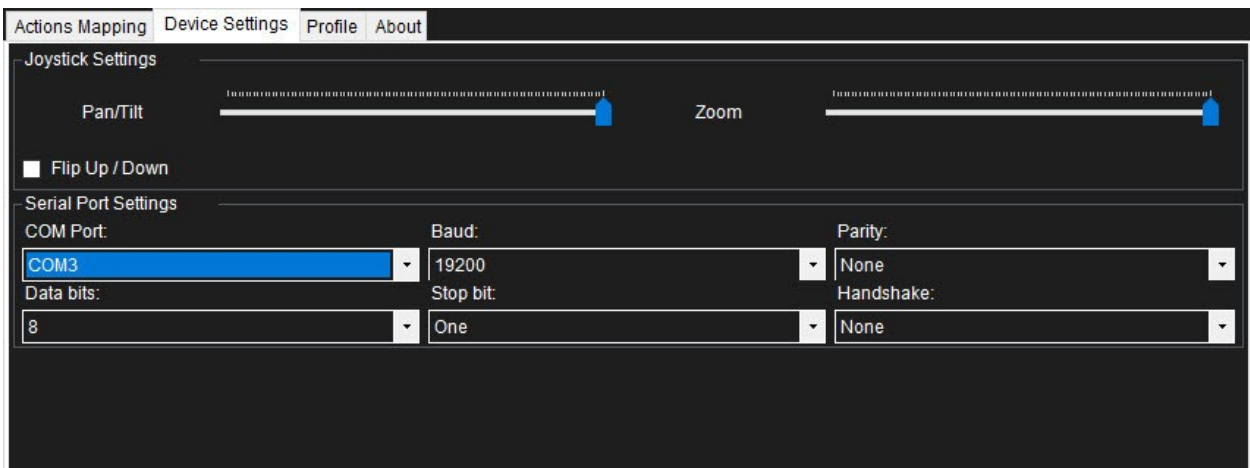 Actions Mapping Device Settings Profile About
Joystick Settings
Pan/Tilt Zoom
Flip Up / Down
Serial Port Settings
COM Port: Baud: Parity:
COM3 19200 None
Data bits: Stop bit: Handshake:
8 One None